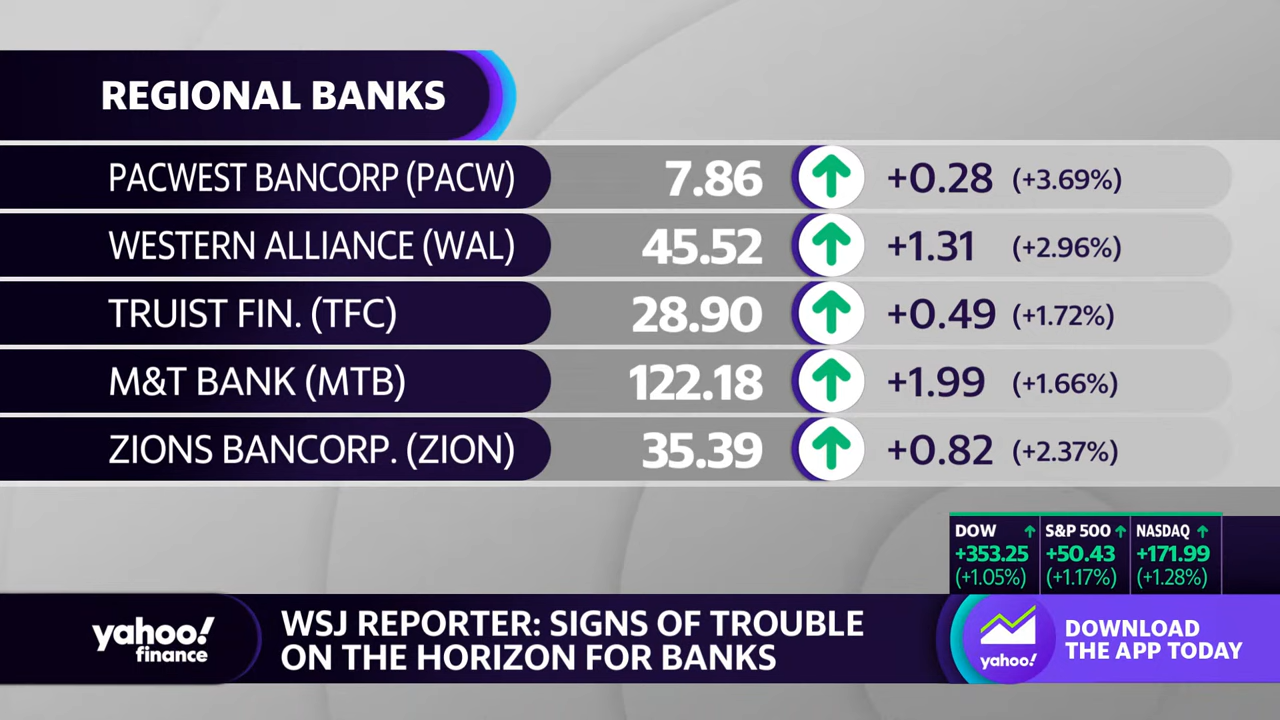 REGIONAL BANKS
PACWEST BANCORP (PACW) 7.86 +0.28 (+3.69%)
WESTERN ALLIANCE (WAL) 45.52 +1.31 (+2.96%)
TRUIST FIN. (TFC) 28.90 +0.49 (+1.72%)
M&T BANK (MTB) 122.18 +1.99 (+1.66%)
ZIONS BANCORP. (ZION) 35.39 +0.82 (+2.37%)
DOW S&P 500 NASDAQ
+353.25 +50.43 +171.99
(+1.05%) (+1.17%) (+1.28%)
yahoo!
finance
WSJ REPORTER: SIGNS OF TROUBLE
ON THE HORIZON FOR BANKS
yahoo!
DOWNLOAD
THE APP TODAY